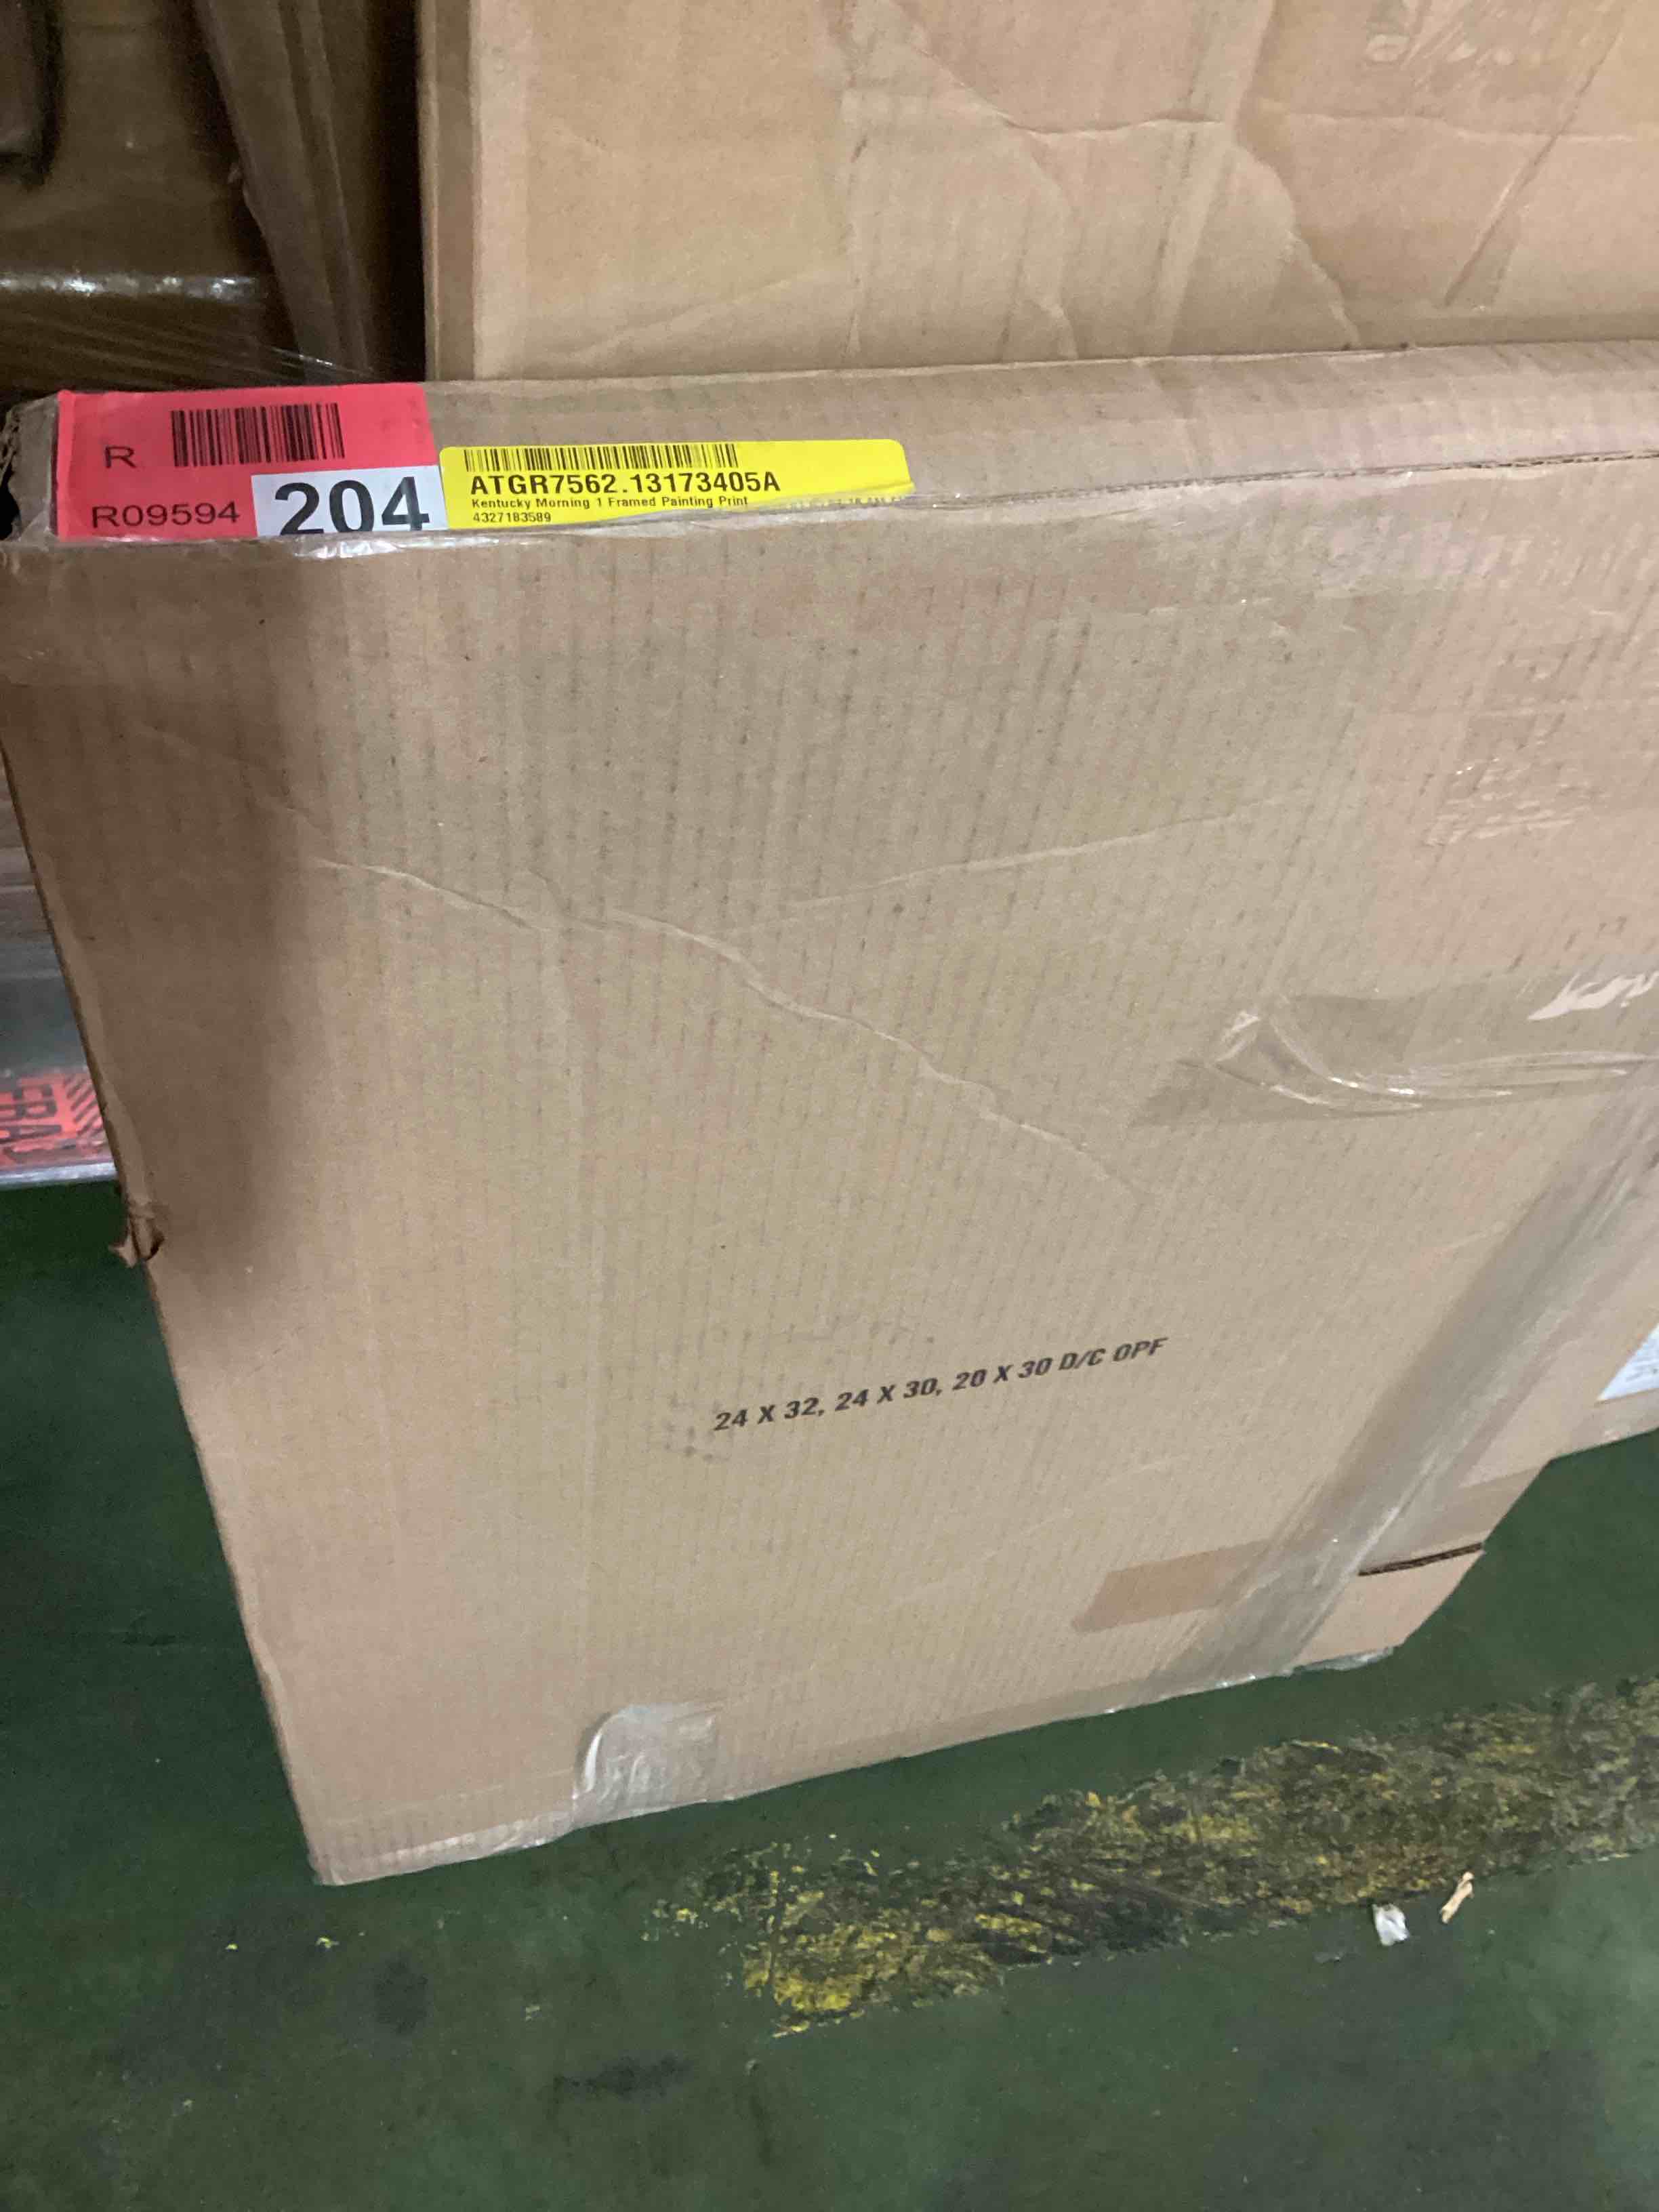 R
R09594
204
ATGR7562.13173405A
Kentucky Morning 1 Framed Painting Print
4327183589
24 X 32, 24 X 30, 20 X 30 D/C OPF